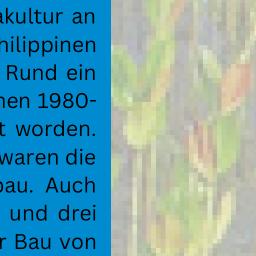 akultur an
hilippinen
Rund ein
nen 1980-
t worden.
waren die
bau. Auch
und drei
r Bau von